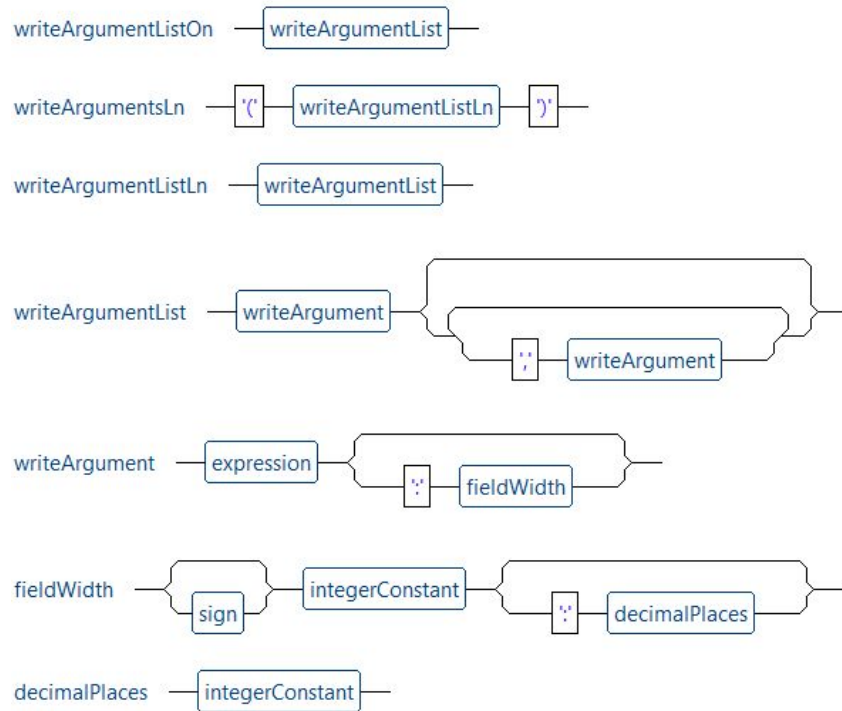 writeArgumentListOn writeArgumentList
writeArgumentsLn '(' writeArgumentListLn ')'
writeArgumentListLn writeArgumentList
writeArgumentList writeArgument ',' writeArgument
writeArgument expression ':' fieldWidth
fieldWidth sign integerConstant ':' decimalPlaces
decimalPlaces integerConstant